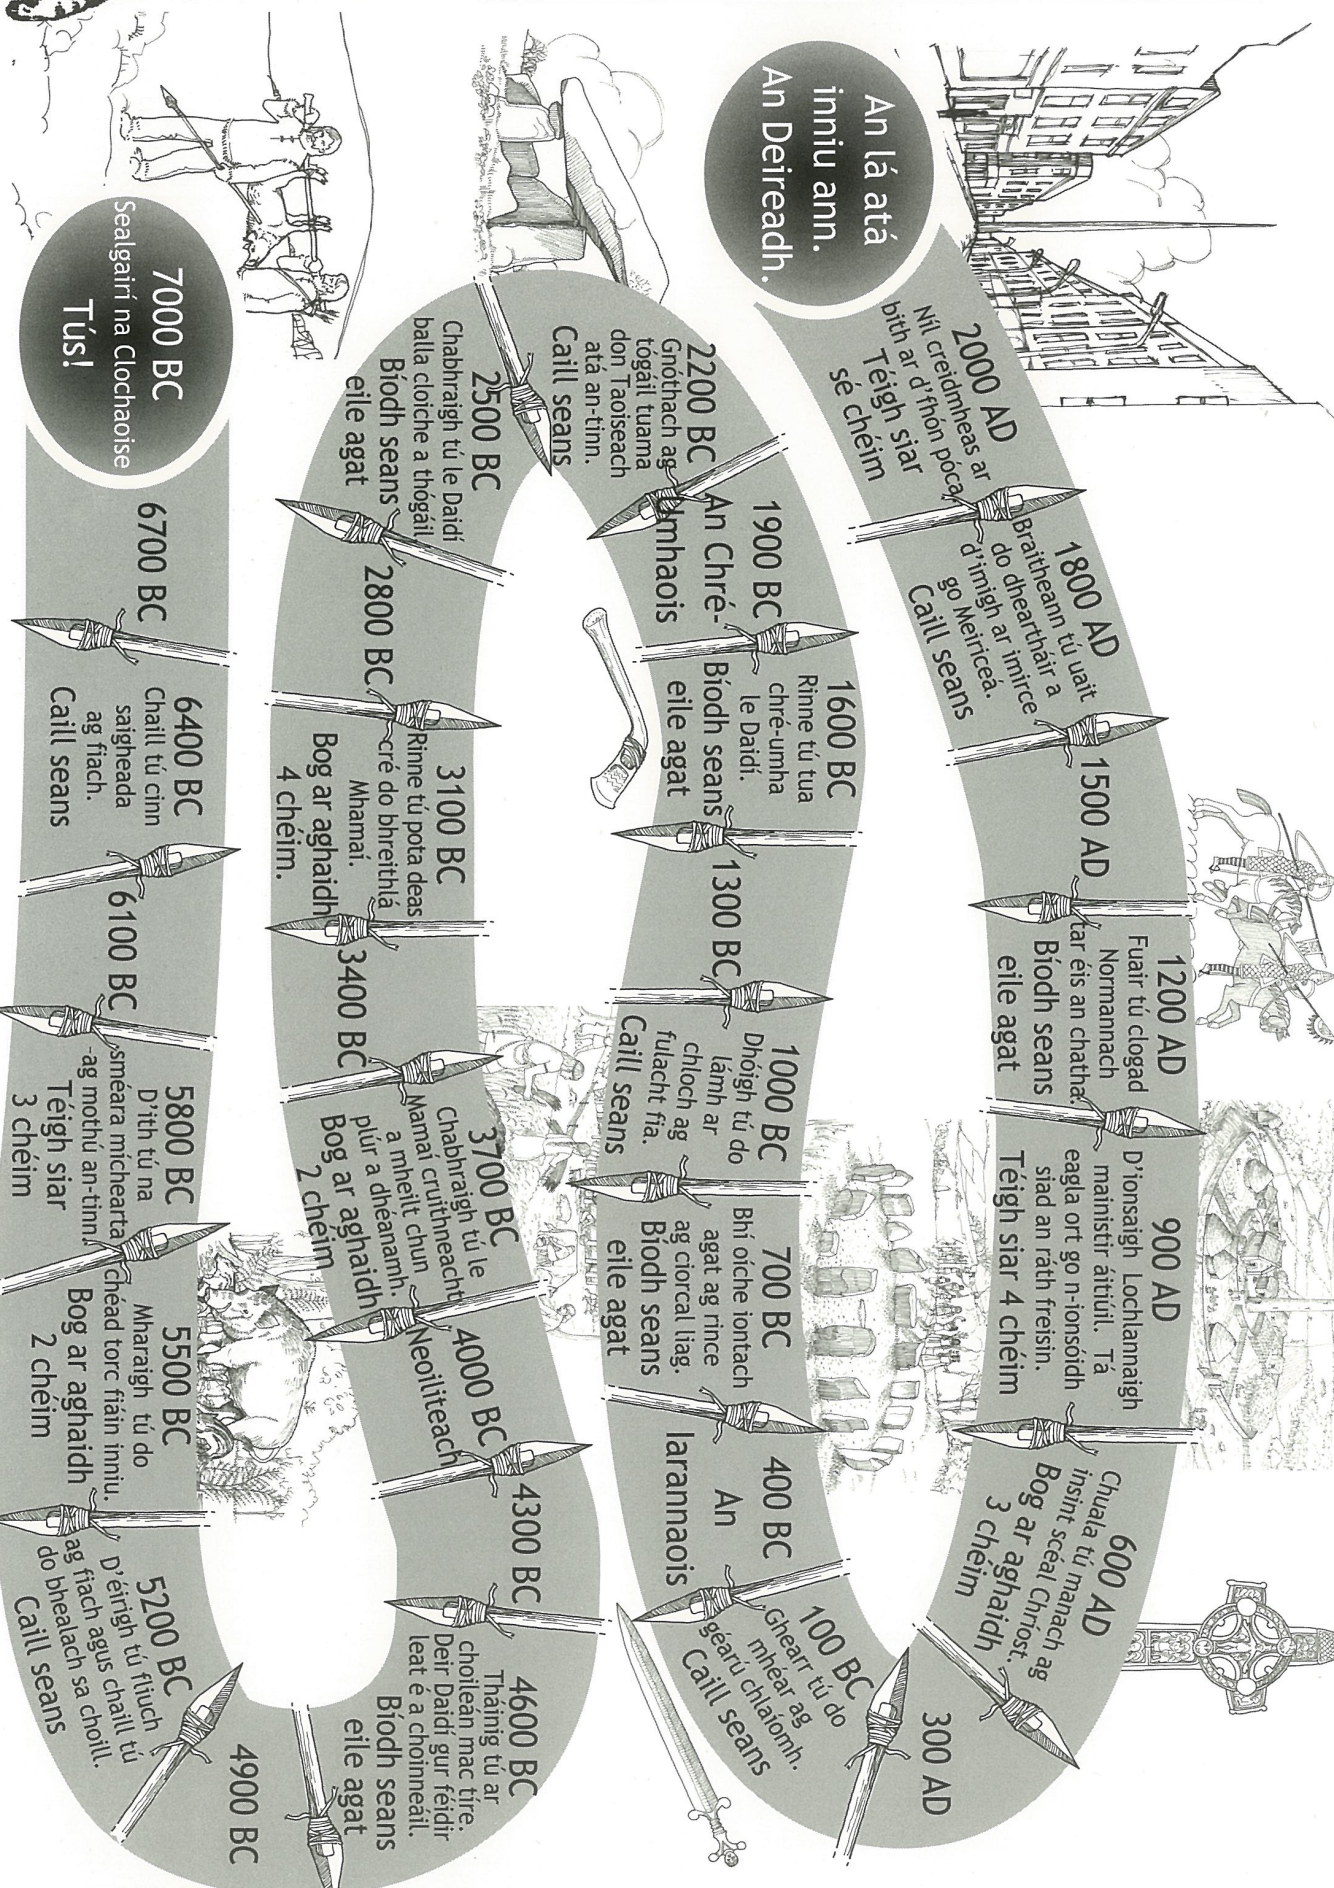 7000 BC
Sealgairí na Clochaoise
Tús!
6700 BC
6400 BC
Chaill tú cinn
saigheada
ag fiach.
Caill seans
6100 BC
5800 BC
D'ith tú na
sméara míchearta
-ag mothú an-tinn.
Téigh siar
3 chéim
5500 BC
Mharaigh tú do
chéad torc fiáin inniu.
Bog ar aghaidh
2 chéim
5200 BC
D'éirigh tú fliuch
ag fiach agus chaill tú
do bhealach sa choill.
Caill seans
4900 BC
4600 BC
Tháinig tú ar
choileán mac tíre.
Deir Daidí gur féidir
leat é a choinneáil.
Bíodh seans
eile agat
4300 BC
4000 BC
Neoiliteach
3700 BC
Chabhraigh tú le
Mamaí cruithneacht
a mheilt chun
plúr a dhéanamh.
Bog ar aghaidh
2 chéim
3400 BC
3100 BC
Rinne tú pota deas
cré do bhreithlá
Mhamaí.
Bog ar aghaidh
4 chéim.
2800 BC
2500 BC
Chabhraigh tú le Daidí
balla cloiche a thógáil
Bíodh seans
eile agat
2200 BC
Gnóthach ag
tógáil tuama
don Taoiseach
atá an-tinn.
Caill seans
1900 BC
An Chré-
Umhaois
1600 BC
Rinne tú tua
chré-umha
le Daidí.
Bíodh seans
eile agat
1300 BC
1000 BC
Dhóigh tú do
lámh ar
chloch ag
fulacht fia.
Caill seans
700 BC
Bhí oíche iontach
agat ag rince
ag ciorcal liag.
Bíodh seans
eile agat
400 BC
An
Iarannaois
100 BC
Ghearr tú do
mhéar ag
géarú chlaíomh.
Caill seans
300 AD
600 AD
Chuala tú manach ag
insint scéal Chríost.
Bog ar aghaidh
3 chéim
900 AD
D'ionsaigh Lochlannaigh
mainistir áitiúil. Tá
eagla ort go n-ionsóidh
siad an ráth freisin.
Téigh siar 4 chéim
1200 AD
Fuair tú clogad
Normannach
tar éis an chatha.
Bíodh seans
eile agat
1500 AD
1800 AD
Braitheann tú uait
do dheartháir a
d'imigh ar imirce
go Meiriceá.
Caill seans
2000 AD
Níl creidmheas ar
bith ar d'fhón póca
Téigh siar
sé chéim
An lá atá
inniu ann.
An Deireadh.